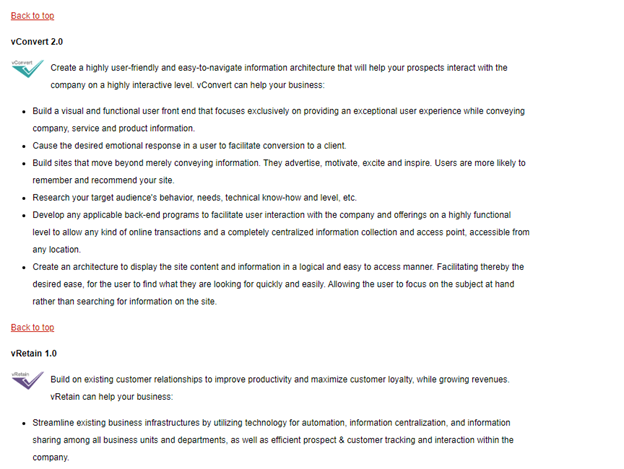 Back to top
vConvert 2.0
vConvert
Create a highly user-friendly and easy-to-navigate information architecture that will help your prospects interact with the
company on a highly interactive level. vConvert can help your business:
Build a visual and functional user front end that focuses exclusively on providing an exceptional user experience while conveying
company, service and product information.
Cause the desired emotional response in a user to facilitate conversion to a client.
Build sites that move beyond merely conveying information. They advertise, motivate, excite and inspire. Users are more likely to
remember and recommend your site.
Research your target audience's behavior, needs, technical know-how and level, etc.
Develop any applicable back-end programs to facilitate user interaction with the company and offerings on a highly functional
level to allow any kind of online transactions and a completely centralized information collection and access point, accessible from
any location.
Create an architecture to display the site content and information in a logical and easy to access manner. Facilitating thereby the
desired ease, for the user to find what they are looking for quickly and easily. Allowing the user to focus on the subject at hand
rather than searching for information on the site.
Back to top
vRetain 1.0
vRetain
Build on existing customer relationships to improve productivity and maximize customer loyalty, while growing revenues.
vRetain can help your business:
Streamline existing business infrastructures by utilizing technology for automation, information centralization, and information
sharing among all business units and departments, as well as efficient prospect & customer tracking and interaction within the
company.